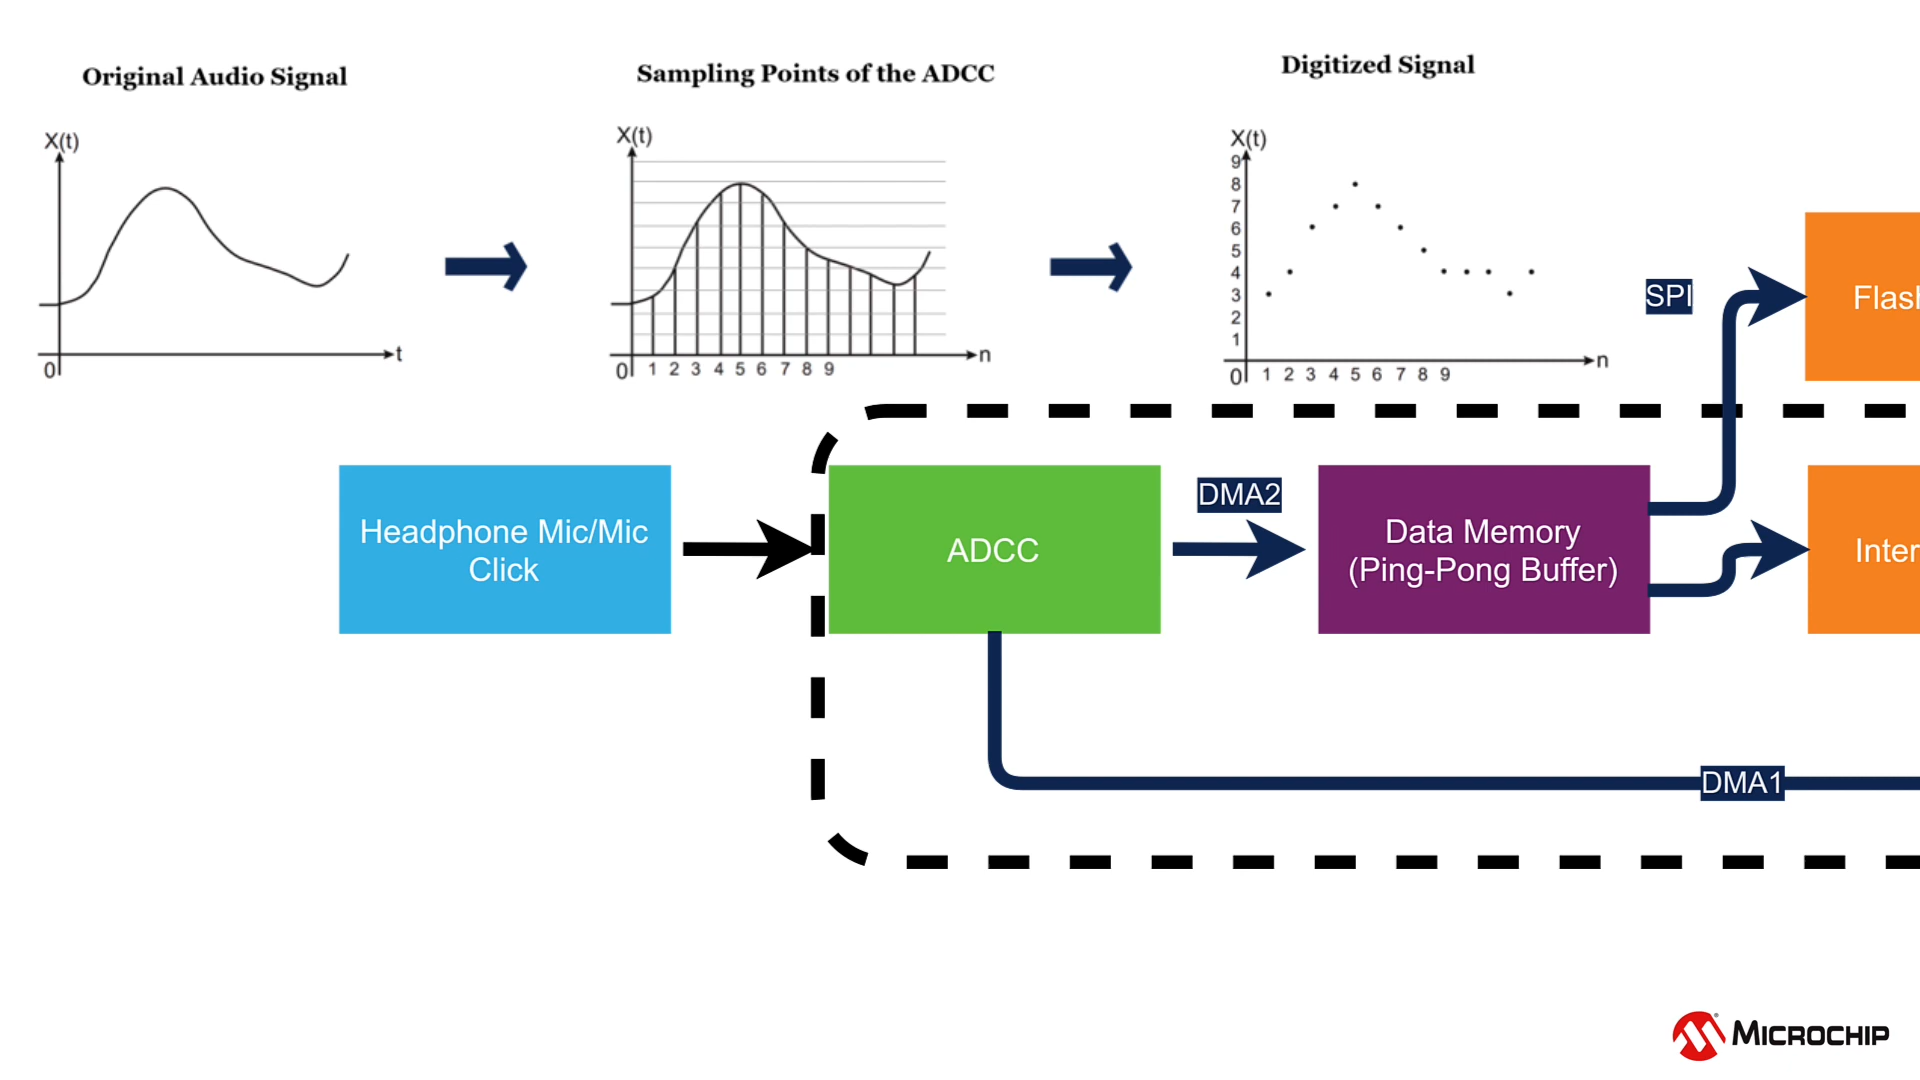 Original Audio Signal
Sampling Points of the ADCC
Digitized Signal
X(t)
0
t
X(t)
0 1 2 3 4 5 6 7 8 9
n
X(t)
9
8
7
6
5
4
3
2
1
0 1 2 3 4 5 6 7 8 9
n
SPI
Flash
Headphone Mic/Mic
Click
ADCC
DMA2
Data Memory
(Ping-Pong Buffer)
Inter
DMA1
MICROCHIP